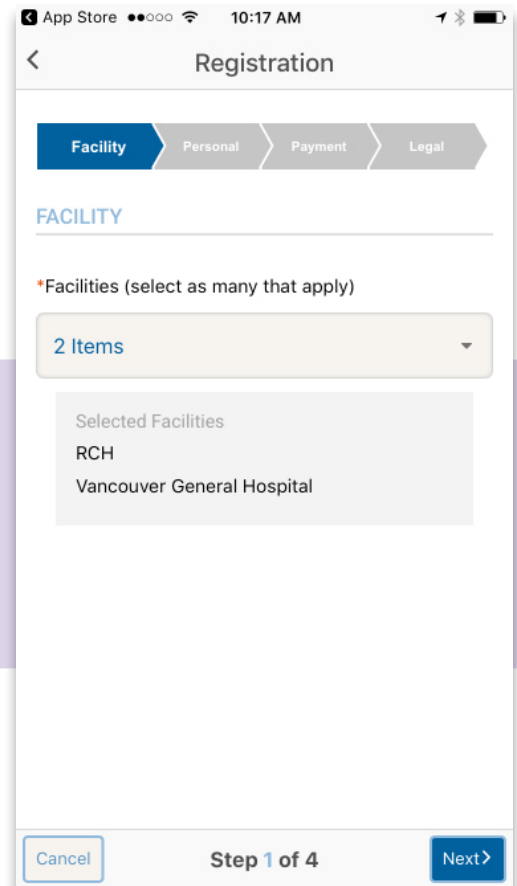 App Store 10:17 AM
Registration
Facility Personal Payment Legal
FACILITY
*Facilities (select as many that apply)
2 Items
Selected Facilities
RCH
Vancouver General Hospital
Cancel Step 1 of 4 Next